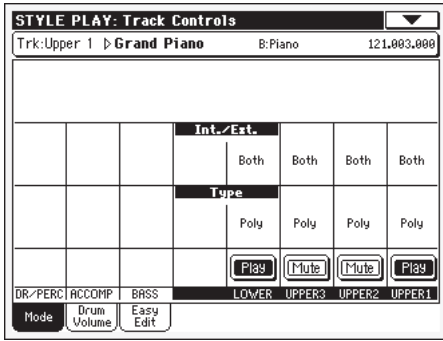 STYLE PLAY: Track Controls
Trk:Upper 1 ▷Grand Piano B:Piano 121.003.000
Int./Ext.
Both Both Both Both
Type
Poly Poly Poly Poly
Play Mute Mute Play
DR/PERC ACCOMP BASS LOWER UPPER3 UPPER2 UPPER1
Mode Drum Volume Easy Edit